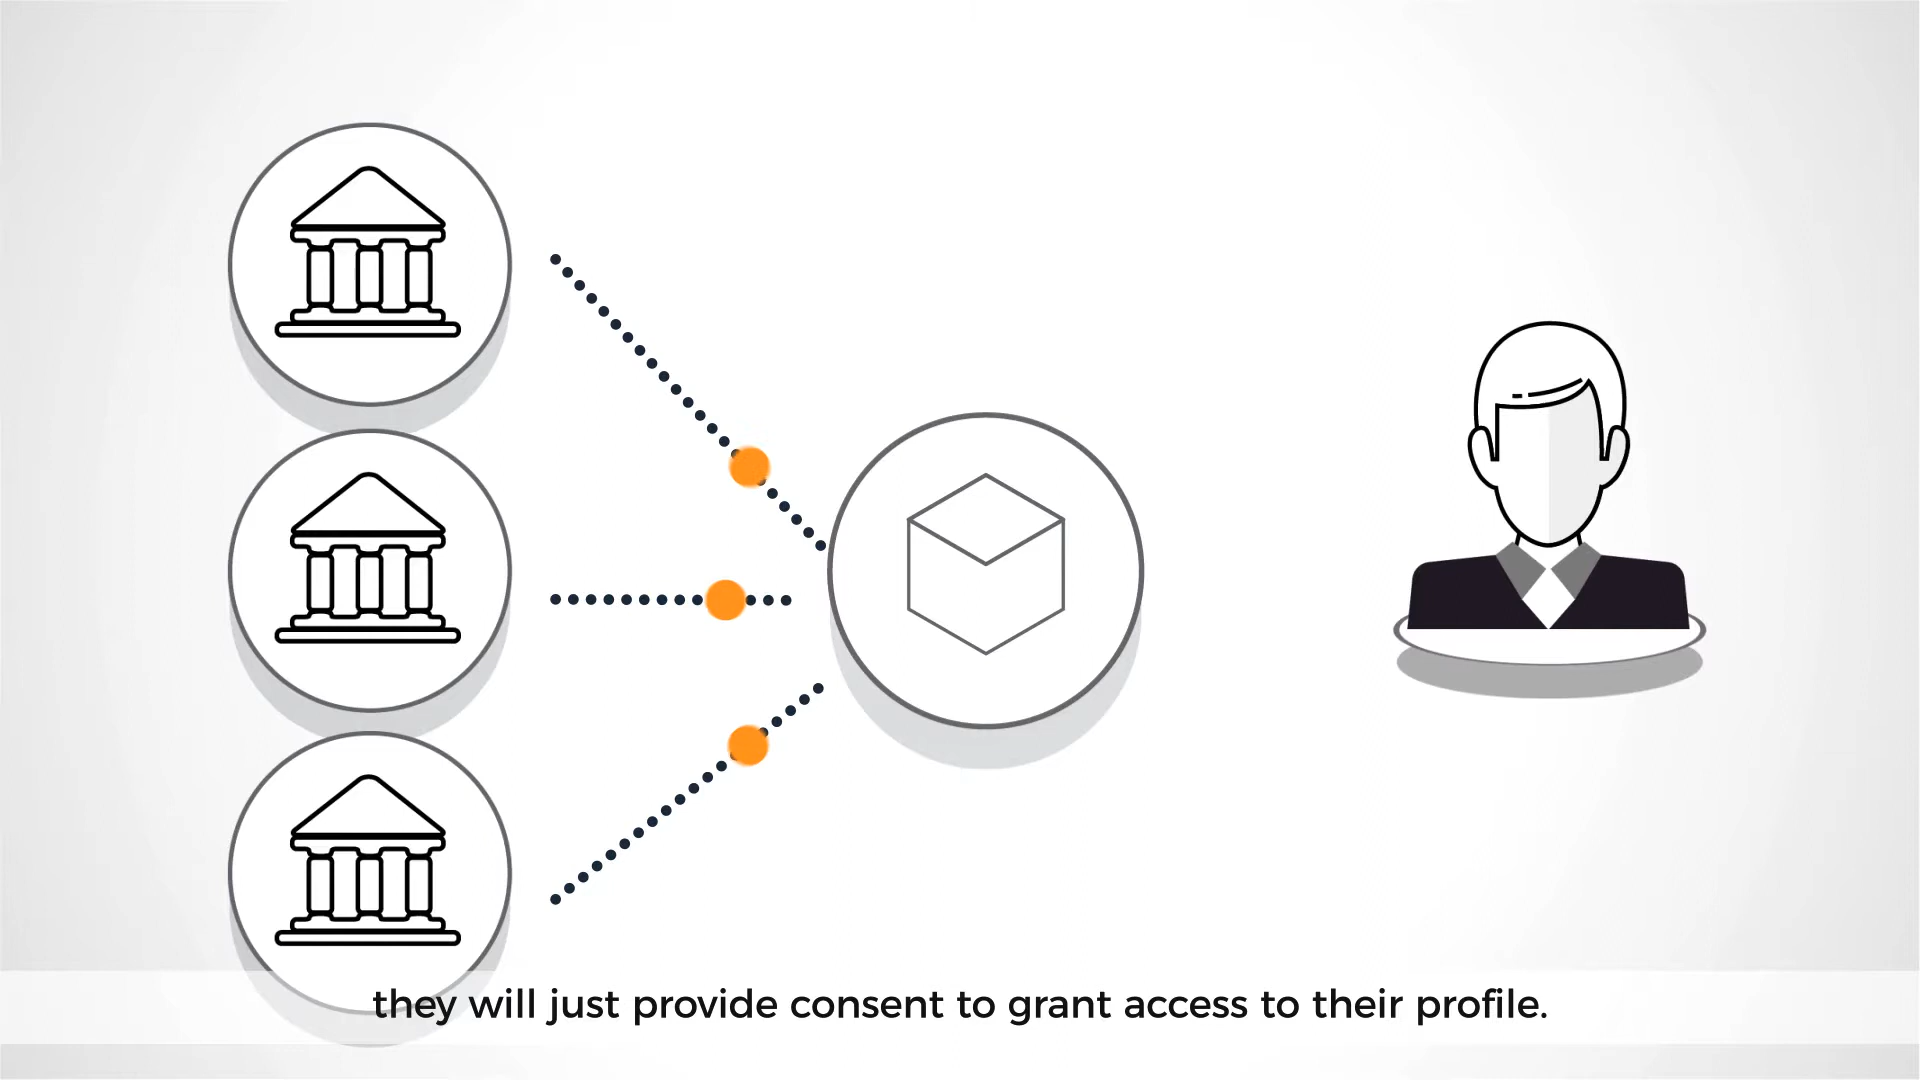 they will just provide consent to grant access to their profile.